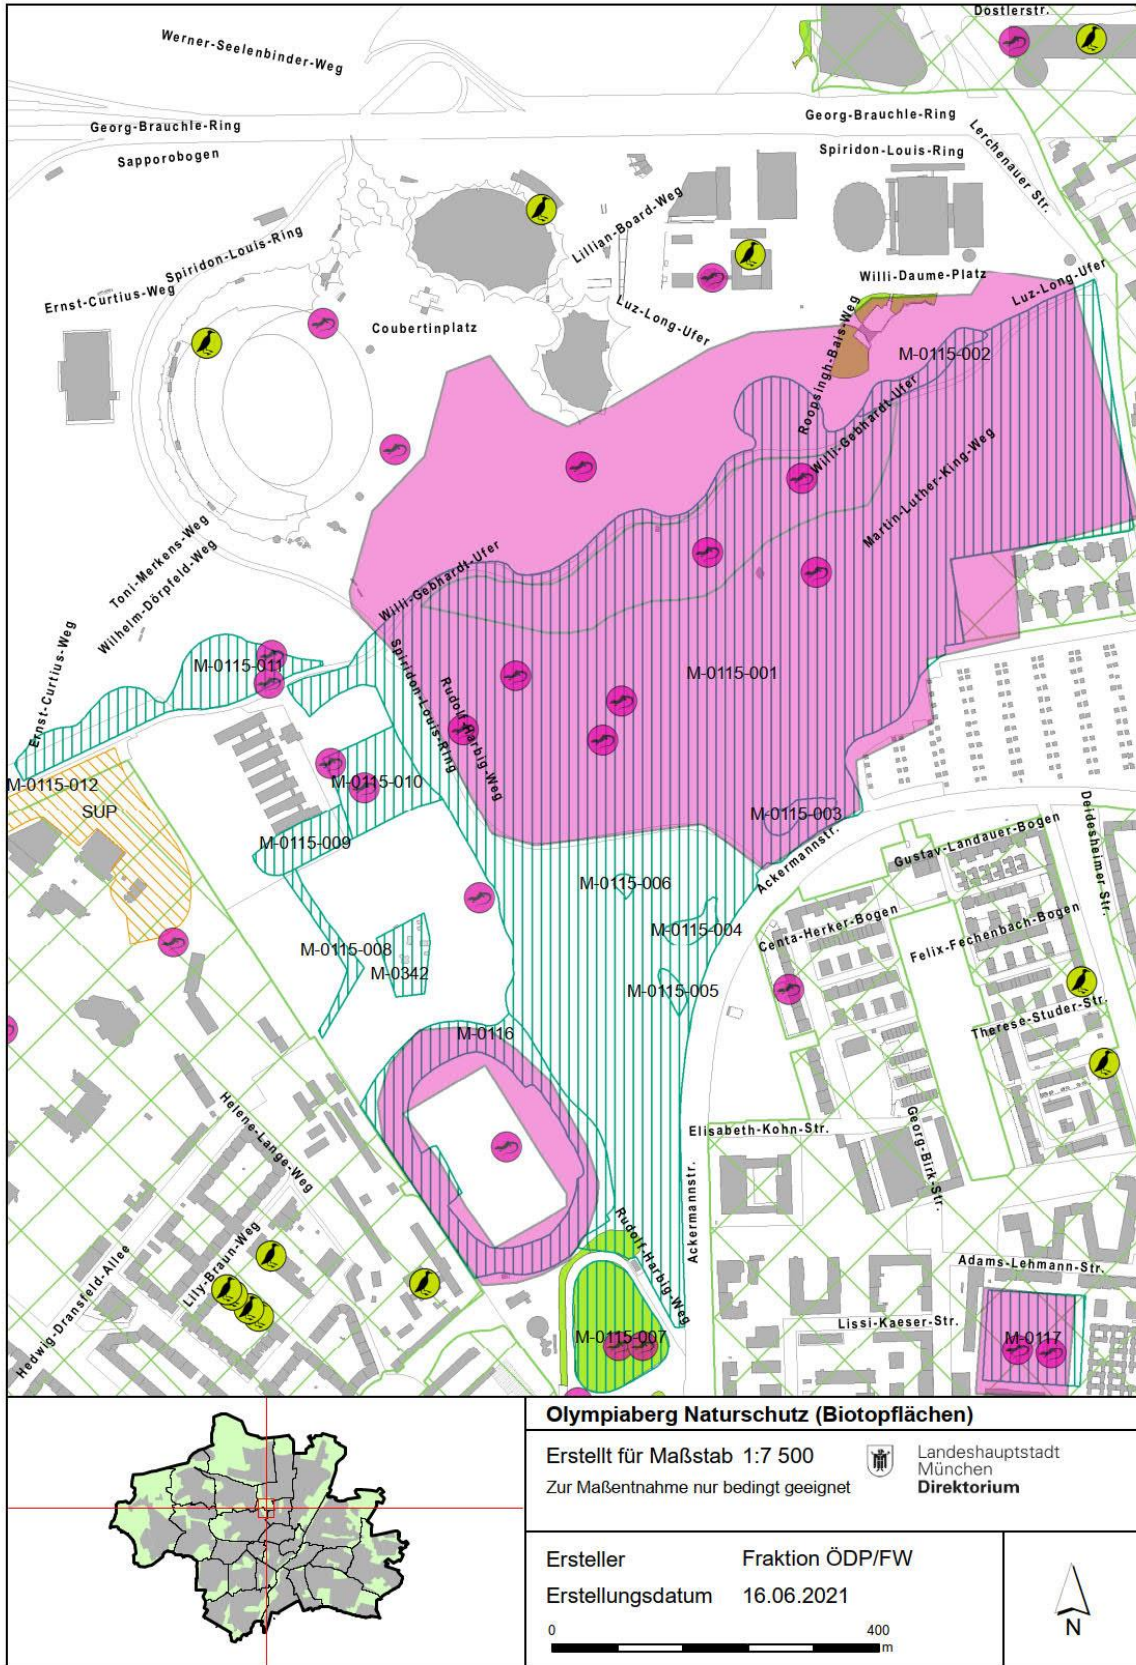 Dostlerstr.
Werner-Seelenbinder-Weg
Georg-Brauchle-Ring
Georg-Brauchle-Ring
Sapporobogen
Spiridon-Louis-Ring
Lerchenauer Str.
Lillian-Board-Weg
Spiridon-Louis-Ring
Ernst-Curtius-Weg
Willi-Daume-Platz
Luz-Long-Ufer
Luz-Long-Ufer
Coubertinplatz
Roopsingh-Bais-Weg
M-0115-002
Willi-Gebhardt-Ufer
Martin-Luther-King-Weg
Toni-Merkens-Weg
Wilhelm-Dörpfeld-Weg
Willi-Gebhardt-Ufer
Ernst-Curtius-Weg
M-0115-011
Spiridon-Louis-Ring
Rudolf-Harbig-Weg
M-0115-001
M-0115-012
SUP
M-0115-010
M-0115-009
M-0115-003
Ackermannstr.
Deidesheimer Str.
Gustav-Landauer-Bogen
M-0115-006
Centa-Herker-Bogen
Felix-Fechenbach-Bogen
M-0115-004
M-0115-008
M-0342
M-0115-005
Therese-Studer-Str.
M-0116
Helene-Lange-Weg
Elisabeth-Kohn-Str.
Georg-Birk-Str.
Ackermannstr.
Rudolf-Harbig-Weg
Lily-Braun-Weg
Hedwig-Dransfeld-Allee
Adams-Lehmann-Str.
Lissi-Kaeser-Str.
M-0115-007
M-0117
Olympiaberg Naturschutz (Biotopflächen)
Erstellt für Maßstab 1:7 500
Zur Maßentnahme nur bedingt geeignet
Landeshauptstadt
München
Direktorium
Ersteller Fraktion ÖDP/FW
Erstellungsdatum 16.06.2021
0 400
m
N